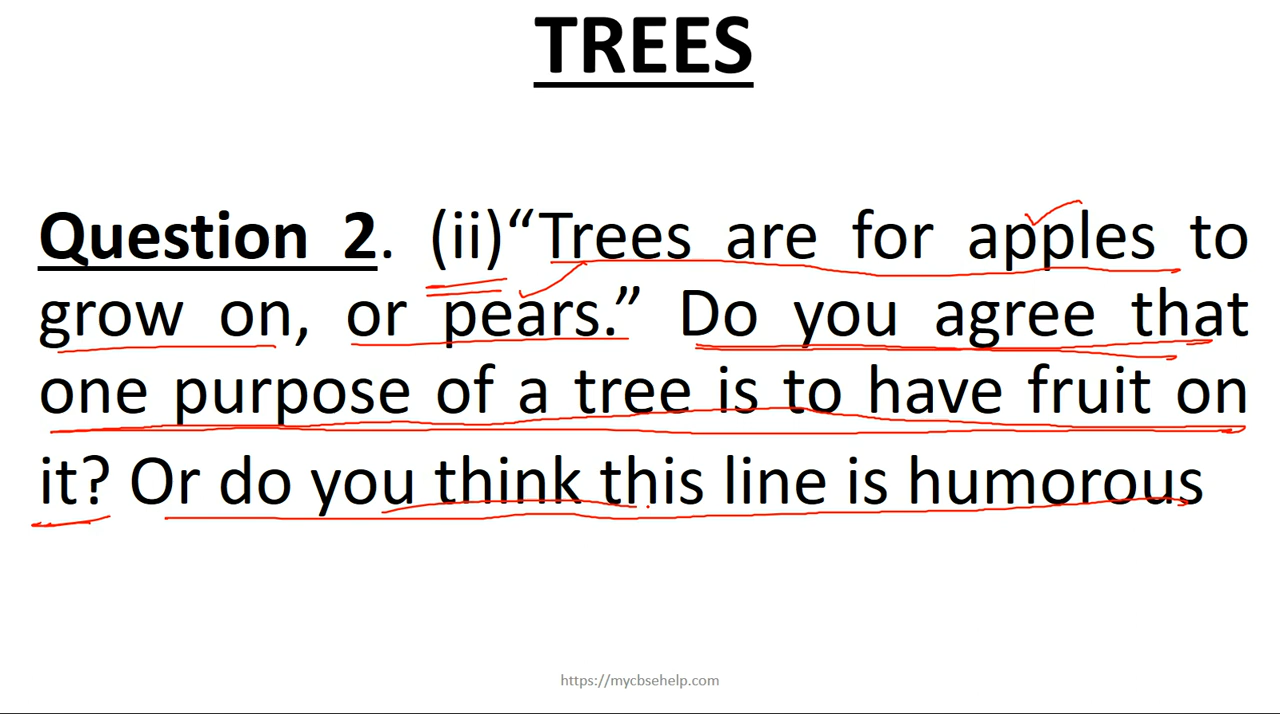 TREES
Question 2. (ii)“Trees are for apples to
grow on, or pears.” Do you agree that
one purpose of a tree is to have fruit on
it? Or do you think this line is humorous
https://mycbsehelp.com